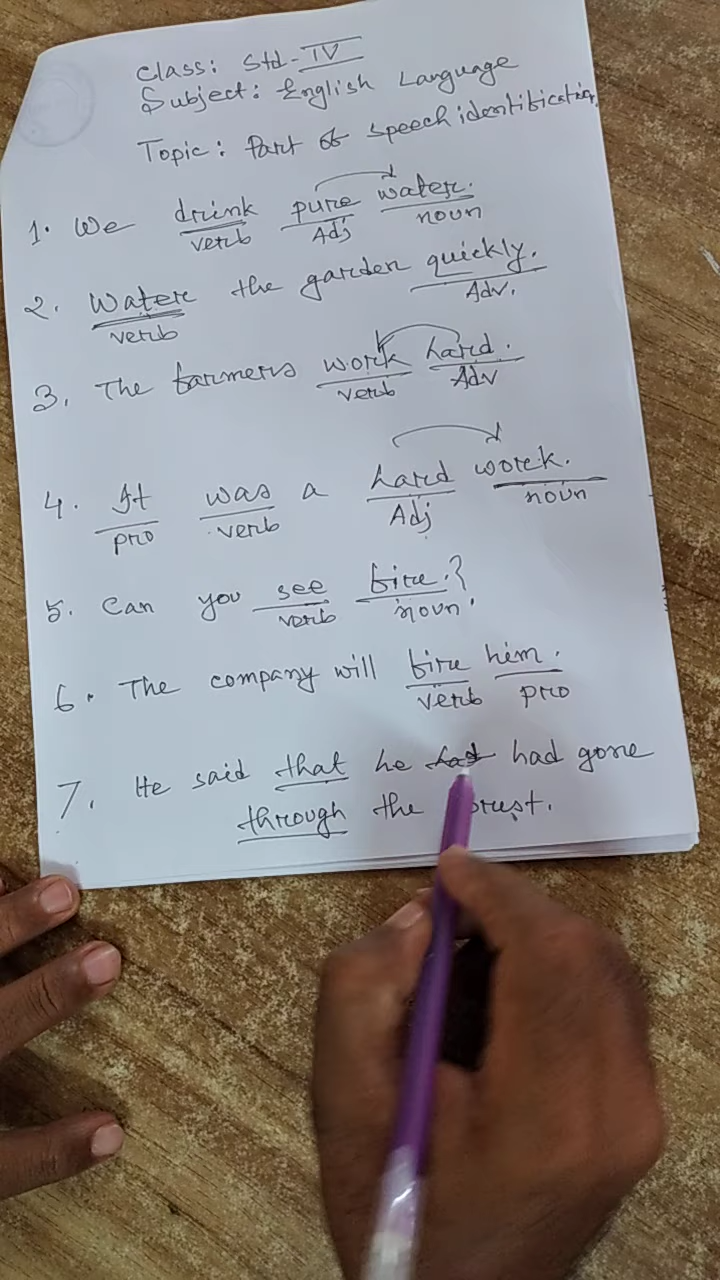 Class: Std-IV
Subject: English Language
Topic: Part of speech identification
1. We drink pure water.
verb Adj noun
2. Water the garden quickly.
verb Adv.
3. The farmers work hard.
verb Adv
4. It was a hard work.
pro verb Adj noun
5. Can you see fire.?
verb noun.
6. The company will fire him.
verb pro
7. He said that he had had gone
through the